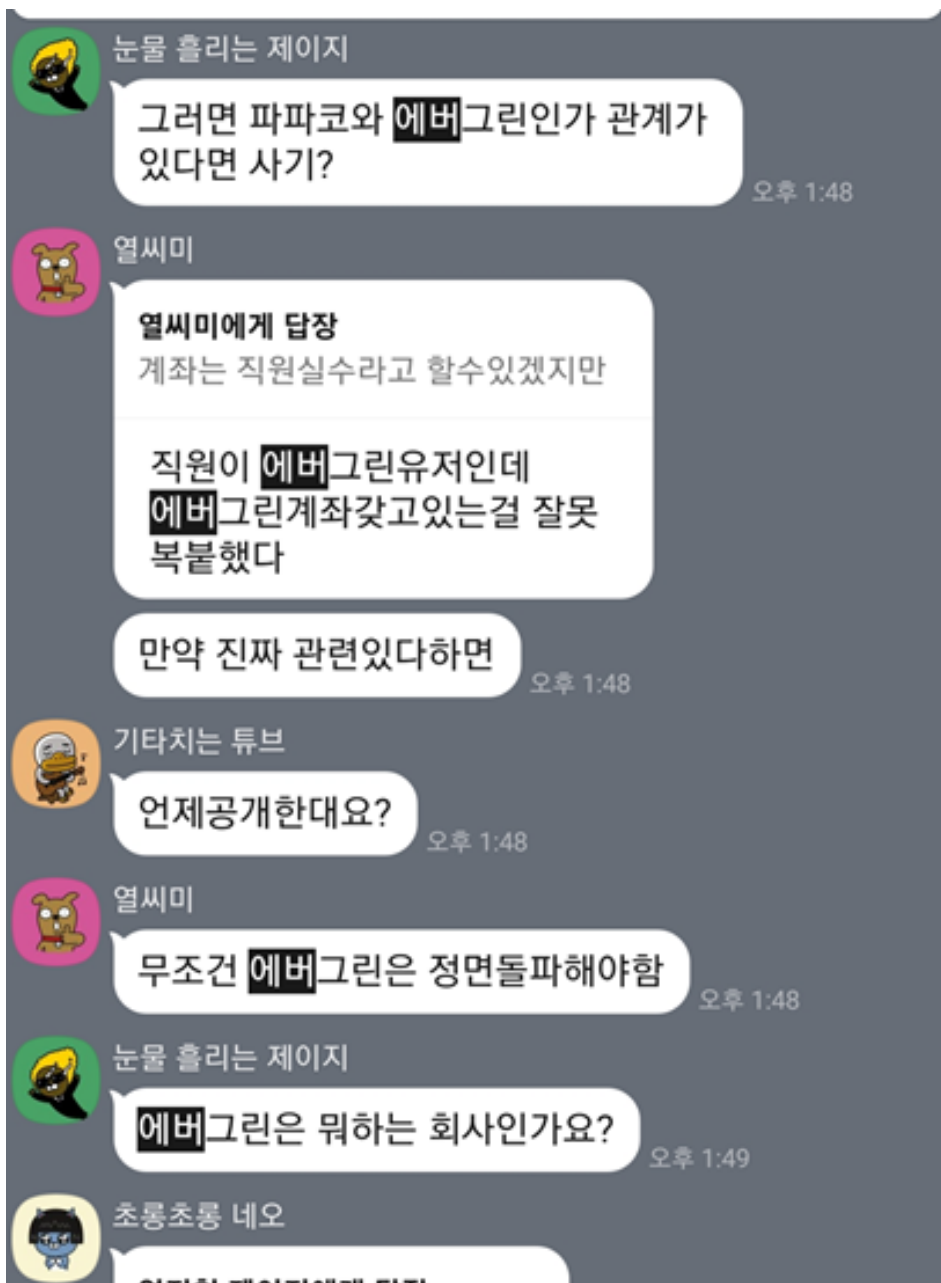 눈물 흘리는 제이지
그러면 파파코와 에버그린인가 관계가
있다면 사기?
오후 1:48
열씨미
열씨미에게 답장
계좌는 직원실수라고 할수있겠지만
직원이 에버그린유저인데
에버그린계좌갖고있는걸 잘못
복붙했다
만약 진짜 관련있다하면
오후 1:48
기타치는 튜브
언제공개한대요?
오후 1:48
열씨미
무조건 에버그린은 정면돌파해야함
오후 1:48
눈물 흘리는 제이지
에버그린은 뭐하는 회사인가요?
오후 1:49
초롱초롱 네오